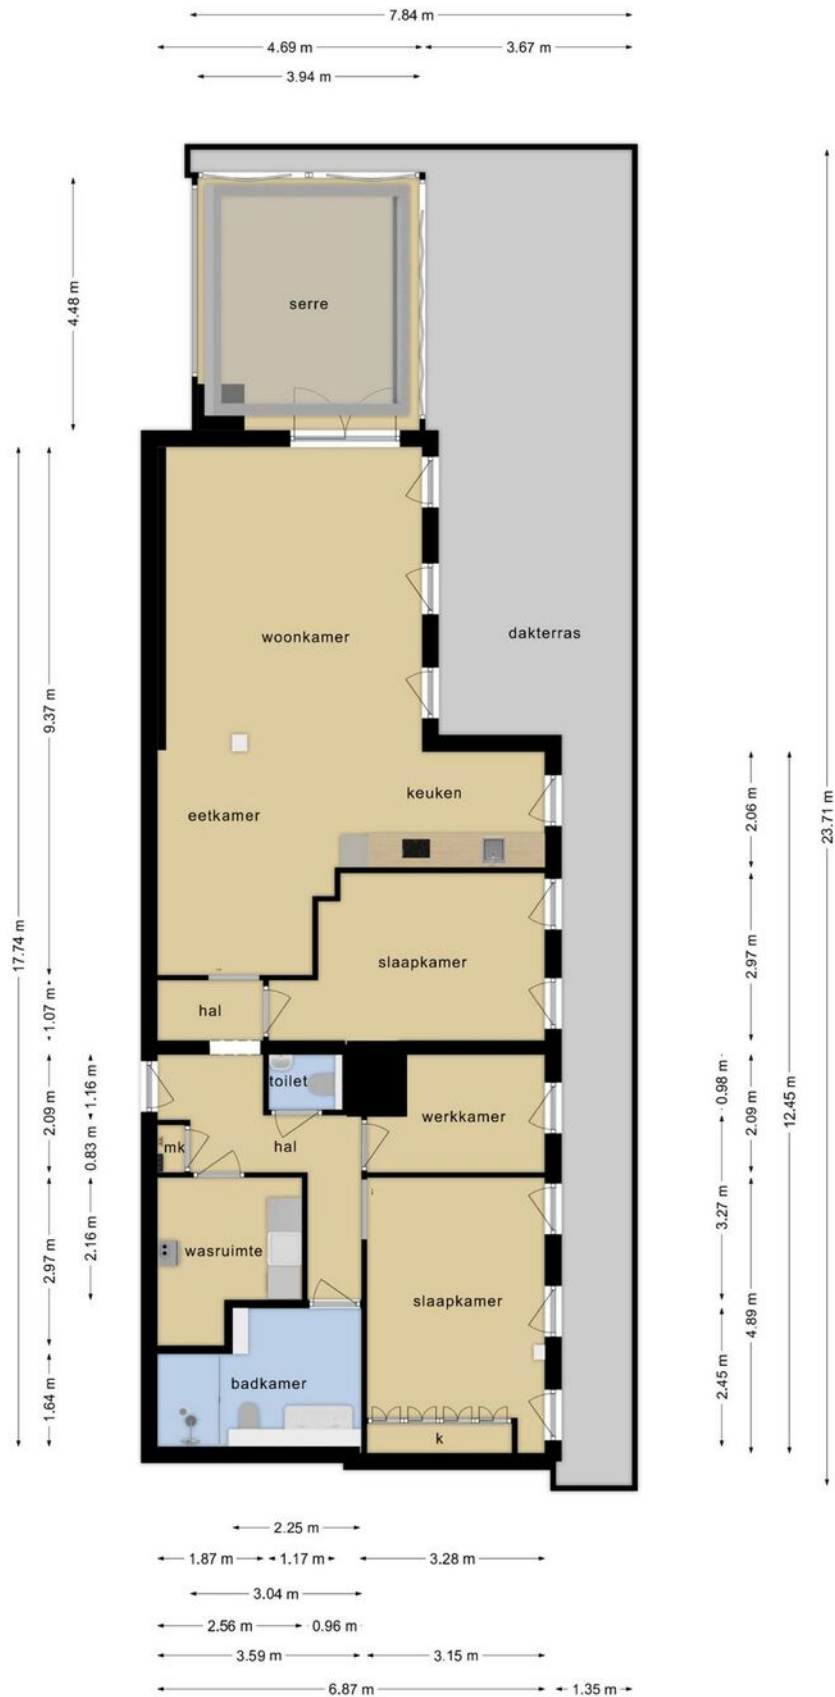 7.84 m
4.69 m
3.67 m
3.94 m
4.48 m
serre
woonkamer
dakterras
9.37 m
keuken
eetkamer
2.06 m
23.71 m
17.74 m
slaapkamer
2.97 m
hal
1.07 m
12.45 m
toilet
2.09 m
1.16 m
0.83 m
mk
hal
werkkamer
0.98 m
2.09 m
wasruimte
2.97 m
2.16 m
slaapkamer
3.27 m
4.89 m
badkamer
1.64 m
2.45 m
k
2.25 m
1.87 m
1.17 m
3.28 m
3.04 m
2.56 m
0.96 m
3.59 m
3.15 m
6.87 m
1.35 m